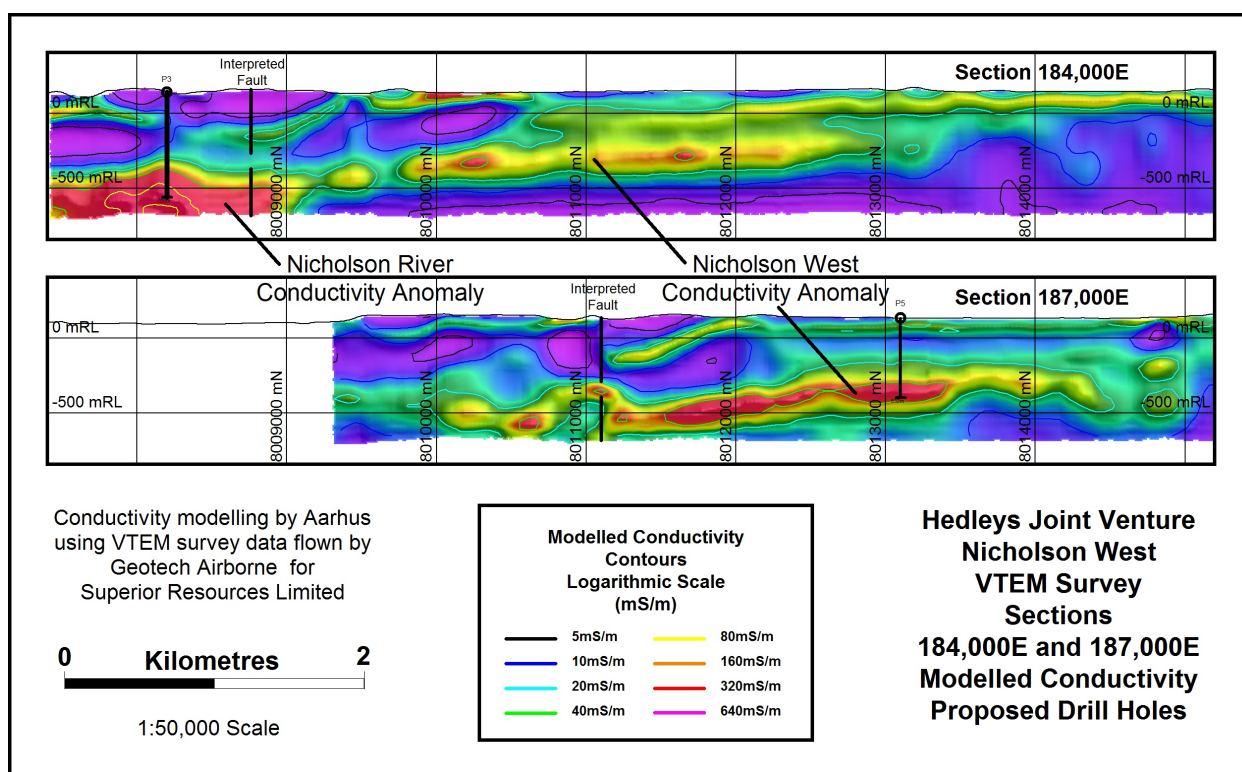 P3
Interpreted
Fault
Section 184,000E
0 mRL
0 mRL
-500 mRL
-500 mRL
8009000 mN
8010000 mN
8011000 mN
8012000 mN
8013000 mN
8014000 mN
Nicholson River
Conductivity Anomaly
Nicholson West
Conductivity Anomaly
Interpreted
Fault
P5
Section 187,000E
0 mRL
0 mRL
-500 mRL
-500 mRL
8009000 mN
8010000 mN
8011000 mN
8012000 mN
8013000 mN
8014000 mN
Conductivity modelling by Aarhus
using VTEM survey data flown by
Geotech Airborne for
Superior Resources Limited
0 Kilometres 2
1:50,000 Scale
Modelled Conductivity
Contours
Logarithmic Scale
(mS/m)
5mS/m 80mS/m
10mS/m 160mS/m
20mS/m 320mS/m
40mS/m 640mS/m
Hedleys Joint Venture
Nicholson West
VTEM Survey
Sections
184,000E and 187,000E
Modelled Conductivity
Proposed Drill Holes